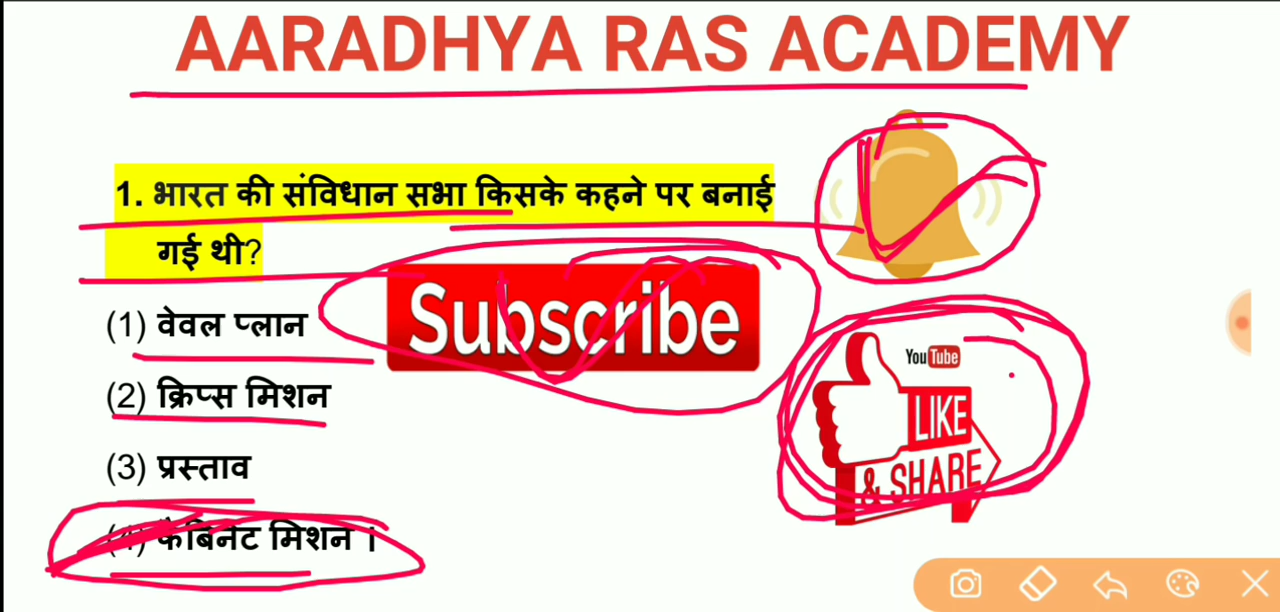 AARADHYA RAS ACADEMY
1. भारत की संविधान सभा किसके कहने पर बनाई
गई थी?
(1) वेवल प्लान
Subscribe
YouTube
(2) क्रिप्स मिशन
LIKE
& SHARE
(3) प्रस्ताव
(4) कैबिनेट मिशन ।